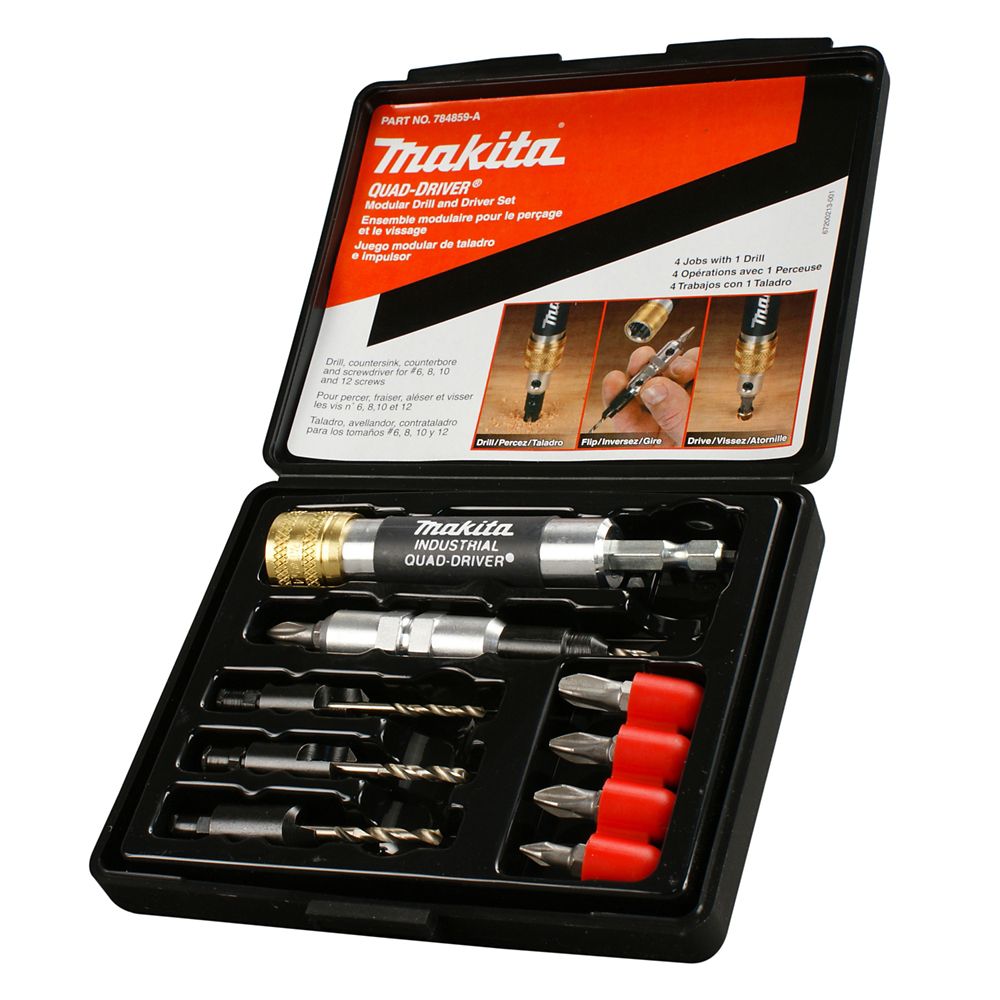 PART NO. 784859-A
Makita®
QUAD-DRIVER®
Modular Drill and Driver Set
Ensemble modulaire pour le perçage
et le vissage
Juego modular de taladro
e impulsor
67200213-001
4 Jobs with 1 Drill
4 Opérations avec 1 Perceuse
4 Trabajos con 1 Taladro
Drill, countersink, counterbore
and screwdriver for #6, 8, 10
and 12 screws
Pour percer, fraiser, aléser et visser
les vis n° 6, 8,10 et 12
Taladro, avellandor, contrataladro
para los tomaños #6, 8, 10 y 12
Drill/Percez/Taladro
Flip/Inversez/Gire
Drive/Vissez/Atornille
Makita
INDUSTRIAL
QUAD-DRIVER®